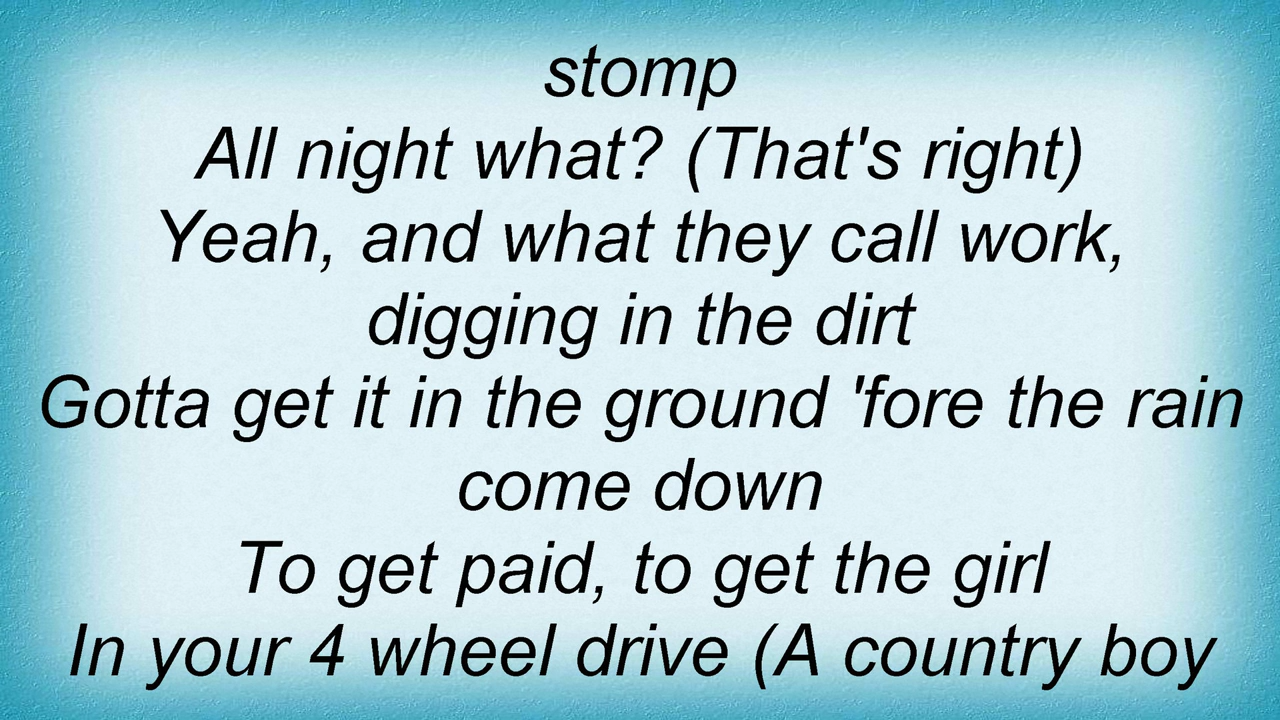 stomp
All night what? (That's right)
Yeah, and what they call work,
digging in the dirt
Gotta get it in the ground 'fore the rain
come down
To get paid, to get the girl
In your 4 wheel drive (A country boy